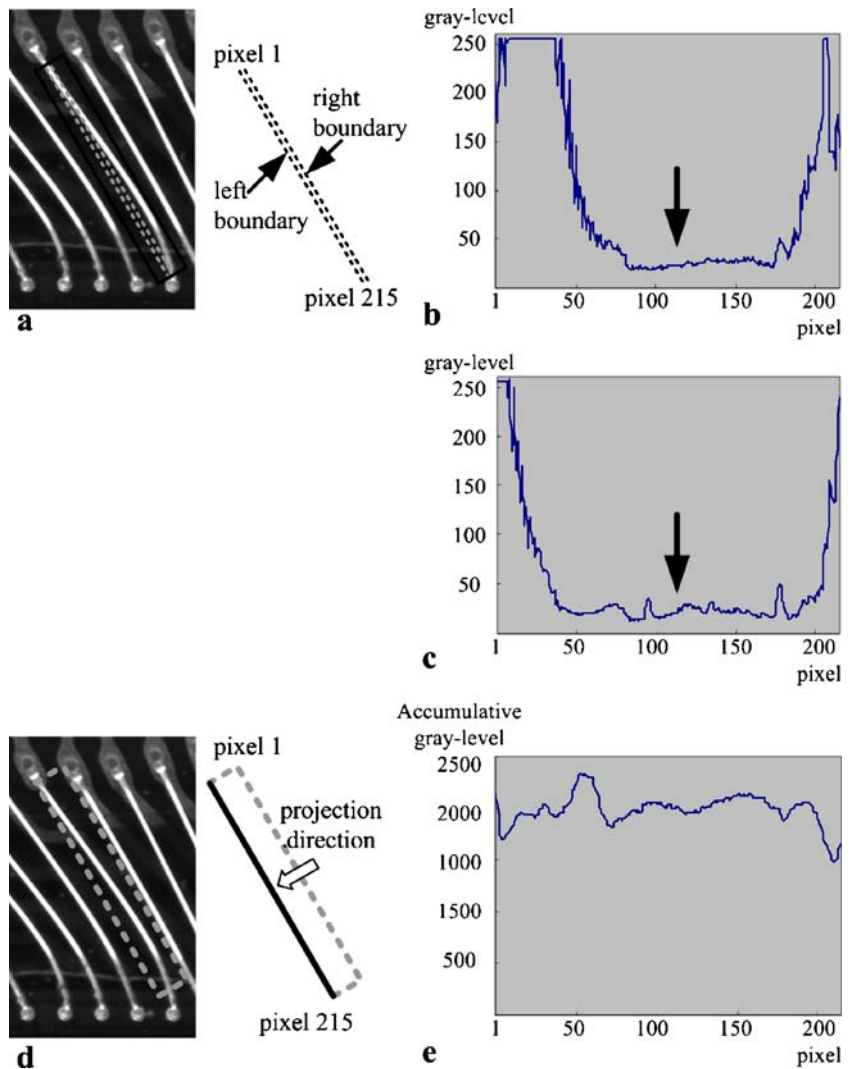 pixel 1
right
boundary
left
boundary
pixel 215
a
gray-level
250
200
150
100
50
1 50 100 150 200
pixel
b
gray-level
250
200
150
100
50
1 50 100 150 200
pixel
c
pixel 1
projection
direction
pixel 215
d
Accumulative
gray-level
2500
2000
1000
1500
500
1 50 100 150 200
pixel
e